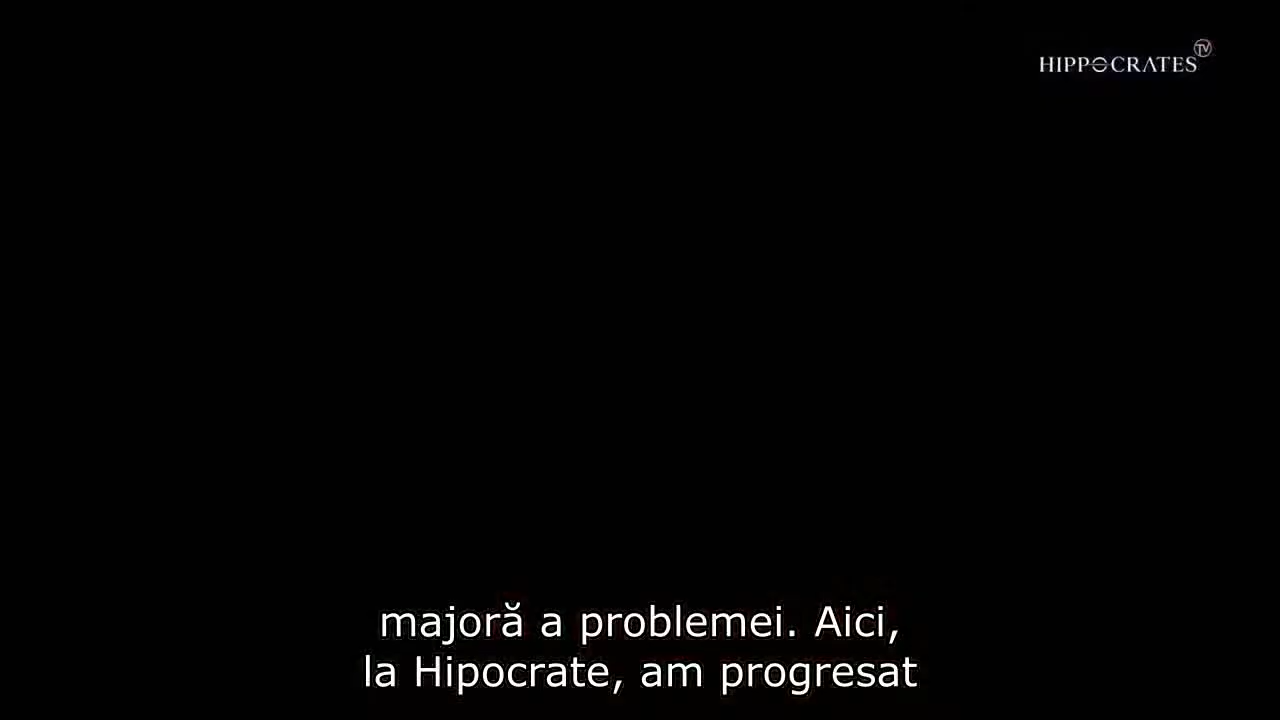 HIPPOCRATES TV
majoră a problemei. Aici,
la Hipocrate, am progresat